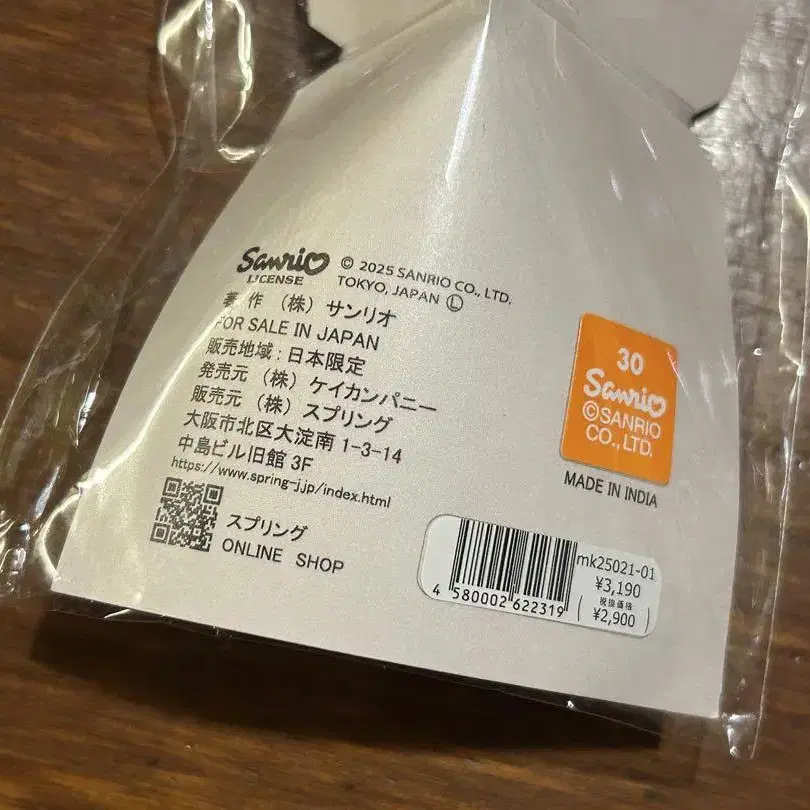 Sanrio
LICENSE
© 2025 SANRIO CO., LTD.
TOKYO, JAPAN Ⓛ
著 作 （株） サンリオ
FOR SALE IN JAPAN
販売地域：日本限定
発売元 （株） ケイカンパニー
販売元 （株） スプリング
大阪市北区大淀南 1-3-14
中島ビル旧館 3F
https://www.spring-j.jp/index.html
スプリング
ONLINE SHOP
30
Sanrio
©SANRIO
CO.,LTD.
MADE IN INDIA
mk25021-01
¥3,190
税抜価格
¥2,900
4 580002 622319